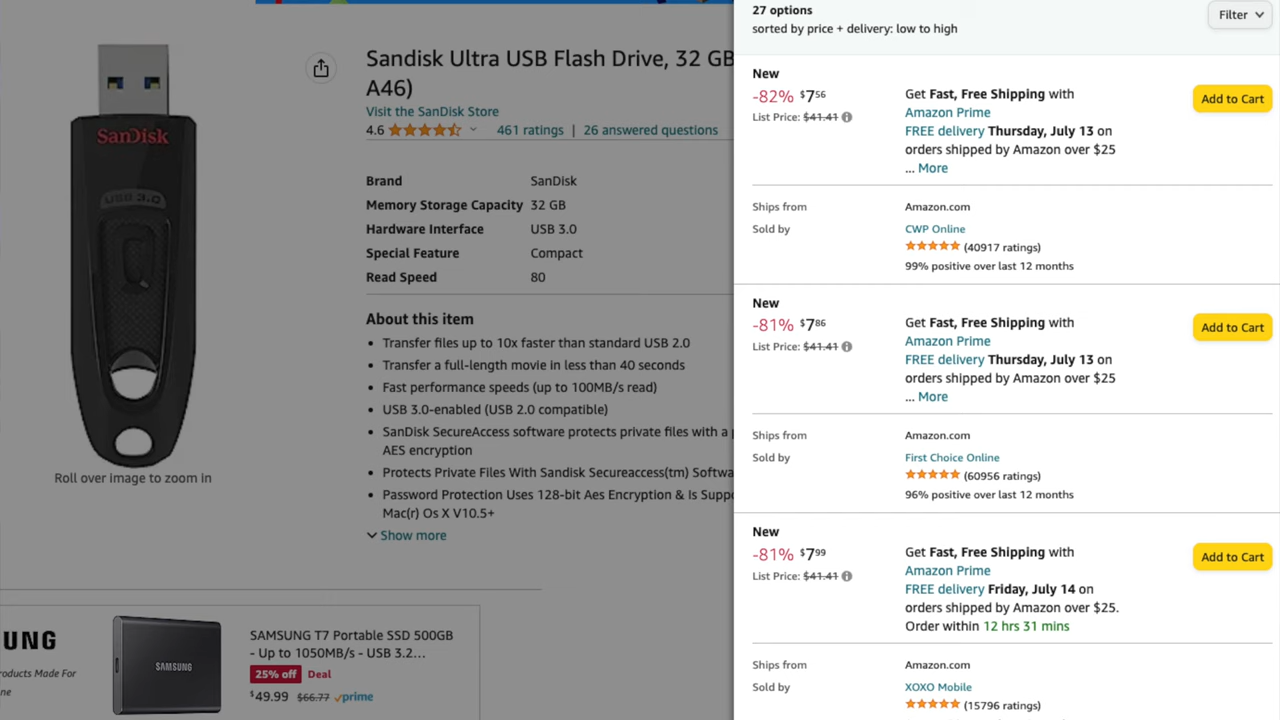 SanDisk
USB 3.0
Roll over image to zoom in
Sandisk Ultra USB Flash Drive, 32 GB
A46)
Visit the SanDisk Store
4.6
461 ratings | 26 answered questions
Brand SanDisk
Memory Storage Capacity 32 GB
Hardware Interface USB 3.0
Special Feature Compact
Read Speed 80
About this item
• Transfer files up to 10x faster than standard USB 2.0
• Transfer a full-length movie in less than 40 seconds
• Fast performance speeds (up to 100MB/s read)
• USB 3.0-enabled (USB 2.0 compatible)
• SanDisk SecureAccess software protects private files with a
AES encryption
• Protects Private Files With Sandisk Secureaccess(tm) Softwa
• Password Protection Uses 128-bit Aes Encryption & Is Supp
Mac(r) Os X V10.5+
Show more
UNG
roducts Made For
ne
SAMSUNG
SAMSUNG T7 Portable SSD 500GB
- Up to 1050MB/s - USB 3.2...
25% off Deal
$49.99 $66.77 prime
27 options
sorted by price + delivery: low to high
Filter
New
-82% $7.56
List Price: $41.41
Get Fast, Free Shipping with
Amazon Prime
FREE delivery Thursday, July 13 on
orders shipped by Amazon over $25
... More
Add to Cart
Ships from Amazon.com
Sold by CWP Online
(40917 ratings)
99% positive over last 12 months
New
-81% $7.86
List Price: $41.41
Get Fast, Free Shipping with
Amazon Prime
FREE delivery Thursday, July 13 on
orders shipped by Amazon over $25
... More
Add to Cart
Ships from Amazon.com
Sold by First Choice Online
(60956 ratings)
96% positive over last 12 months
New
-81% $7.99
List Price: $41.41
Get Fast, Free Shipping with
Amazon Prime
FREE delivery Friday, July 14 on
orders shipped by Amazon over $25.
Order within 12 hrs 31 mins
Add to Cart
Ships from Amazon.com
Sold by XOXO Mobile
(15796 ratings)